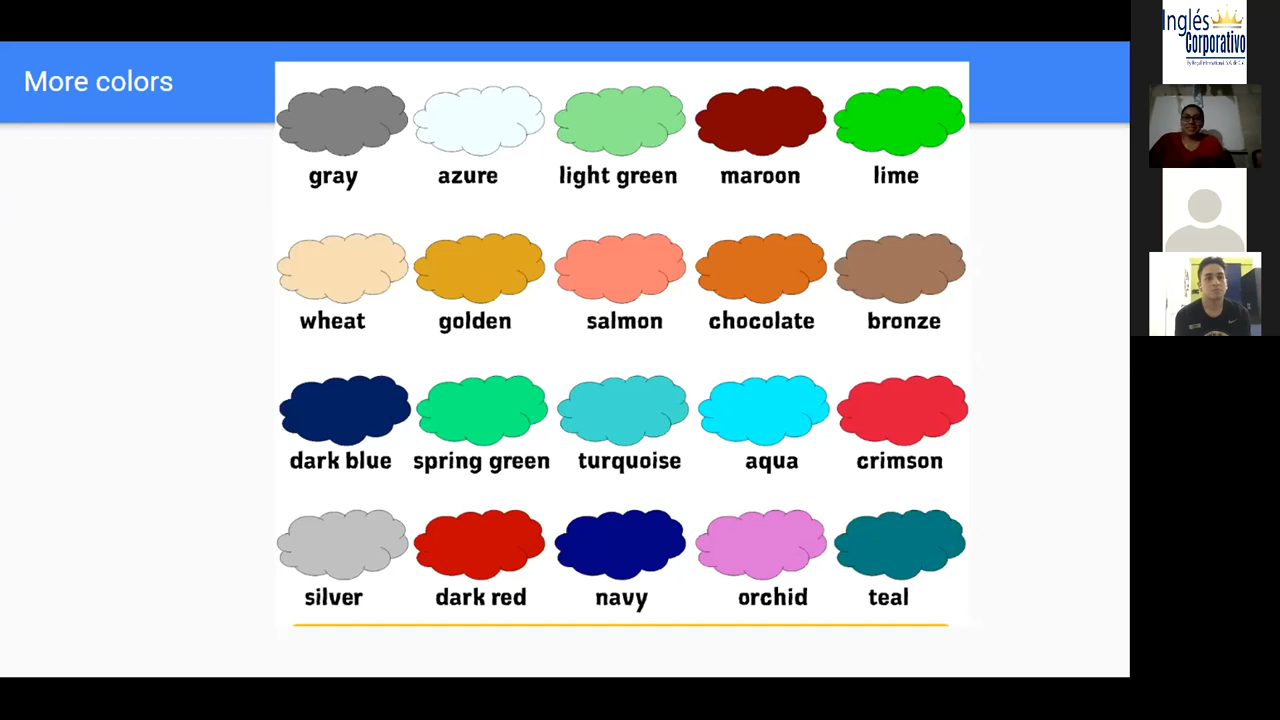 More colors
gray azure light green maroon lime
wheat golden salmon chocolate bronze
dark blue spring green turquoise aqua crimson
silver dark red navy orchid teal
Inglés
Corporativo